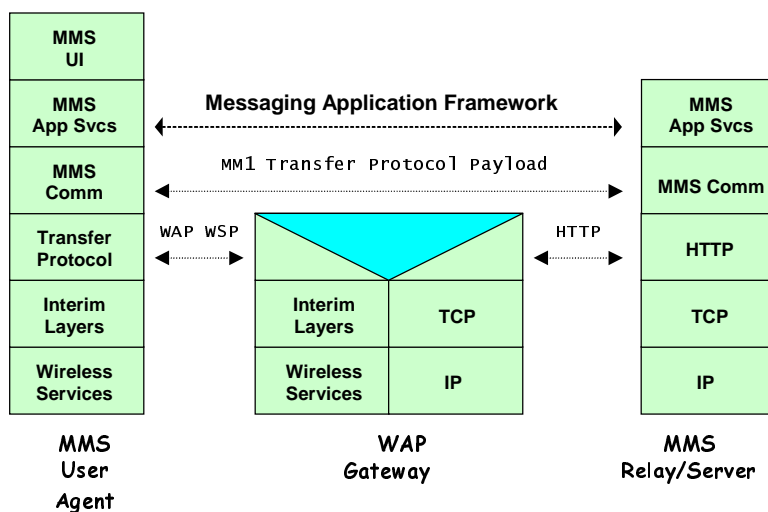 MMS
UI
MMS
App Svcs
MMS
Comm
Transfer
Protocol
Interim
Layers
Wireless
Services
MMS
User
Agent
Messaging Application Framework
MM1 Transfer Protocol Payload
WAP WSP
HTTP
Interim
Layers
TCP
Wireless
Services
IP
WAP
Gateway
MMS
App Svcs
MMS Comm
HTTP
TCP
IP
MMS
Relay/Server